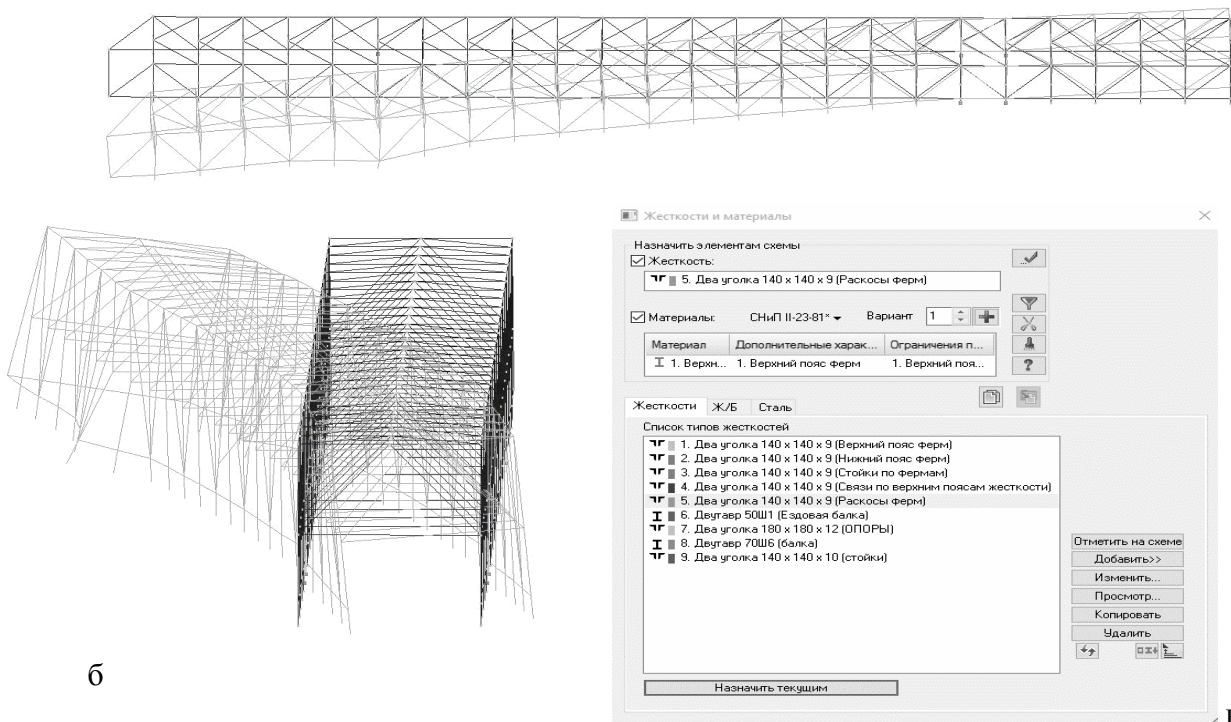 Жесткости и материалы
Назначить элементам схемы
Жесткость:
5. Два уголка 140 x 140 x 9 (Раскосы ферм)
Материалы: СНиП II-23-81* Вариант 1
Материал Дополнительные харак... Ограничения п...
1. Верхн... 1. Верхний пояс ферм 1. Верхний поя...
?
Жесткости Ж/Б Сталь
Список типов жесткостей
1. Два уголка 140 x 140 x 9 (Верхний пояс ферм)
2. Два уголка 140 x 140 x 9 (Нижний пояс ферм)
3. Два уголка 140 x 140 x 9 (Стойки по фермам)
4. Два уголка 140 x 140 x 9 (Связи по верхним поясам жесткости)
5. Два уголка 140 x 140 x 9 (Раскосы ферм)
6. Двутавр 50Ш1 (Ездовая балка)
7. Два уголка 180 x 180 x 12 (ОПОРЫ)
8. Двутавр 70Ш6 (балка)
9. Два уголка 140 x 140 x 10 (стойки)
Отметить на схеме
Добавить>>
Изменить...
Просмотр...
Копировать
Удалить
Назначить текущим
б